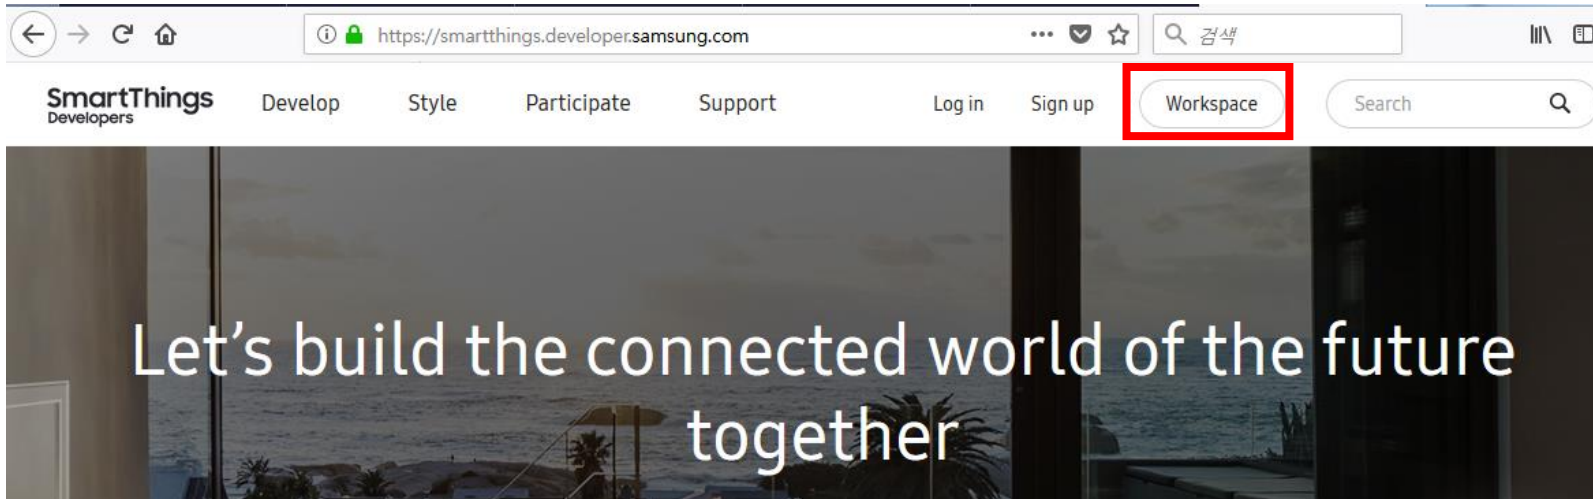 https://smartthings.developer.samsung.com
검색
SmartThings
Developers
Develop
Style
Participate
Support
Log in
Sign up
Workspace
Search
Let’s build the connected world of the future
together